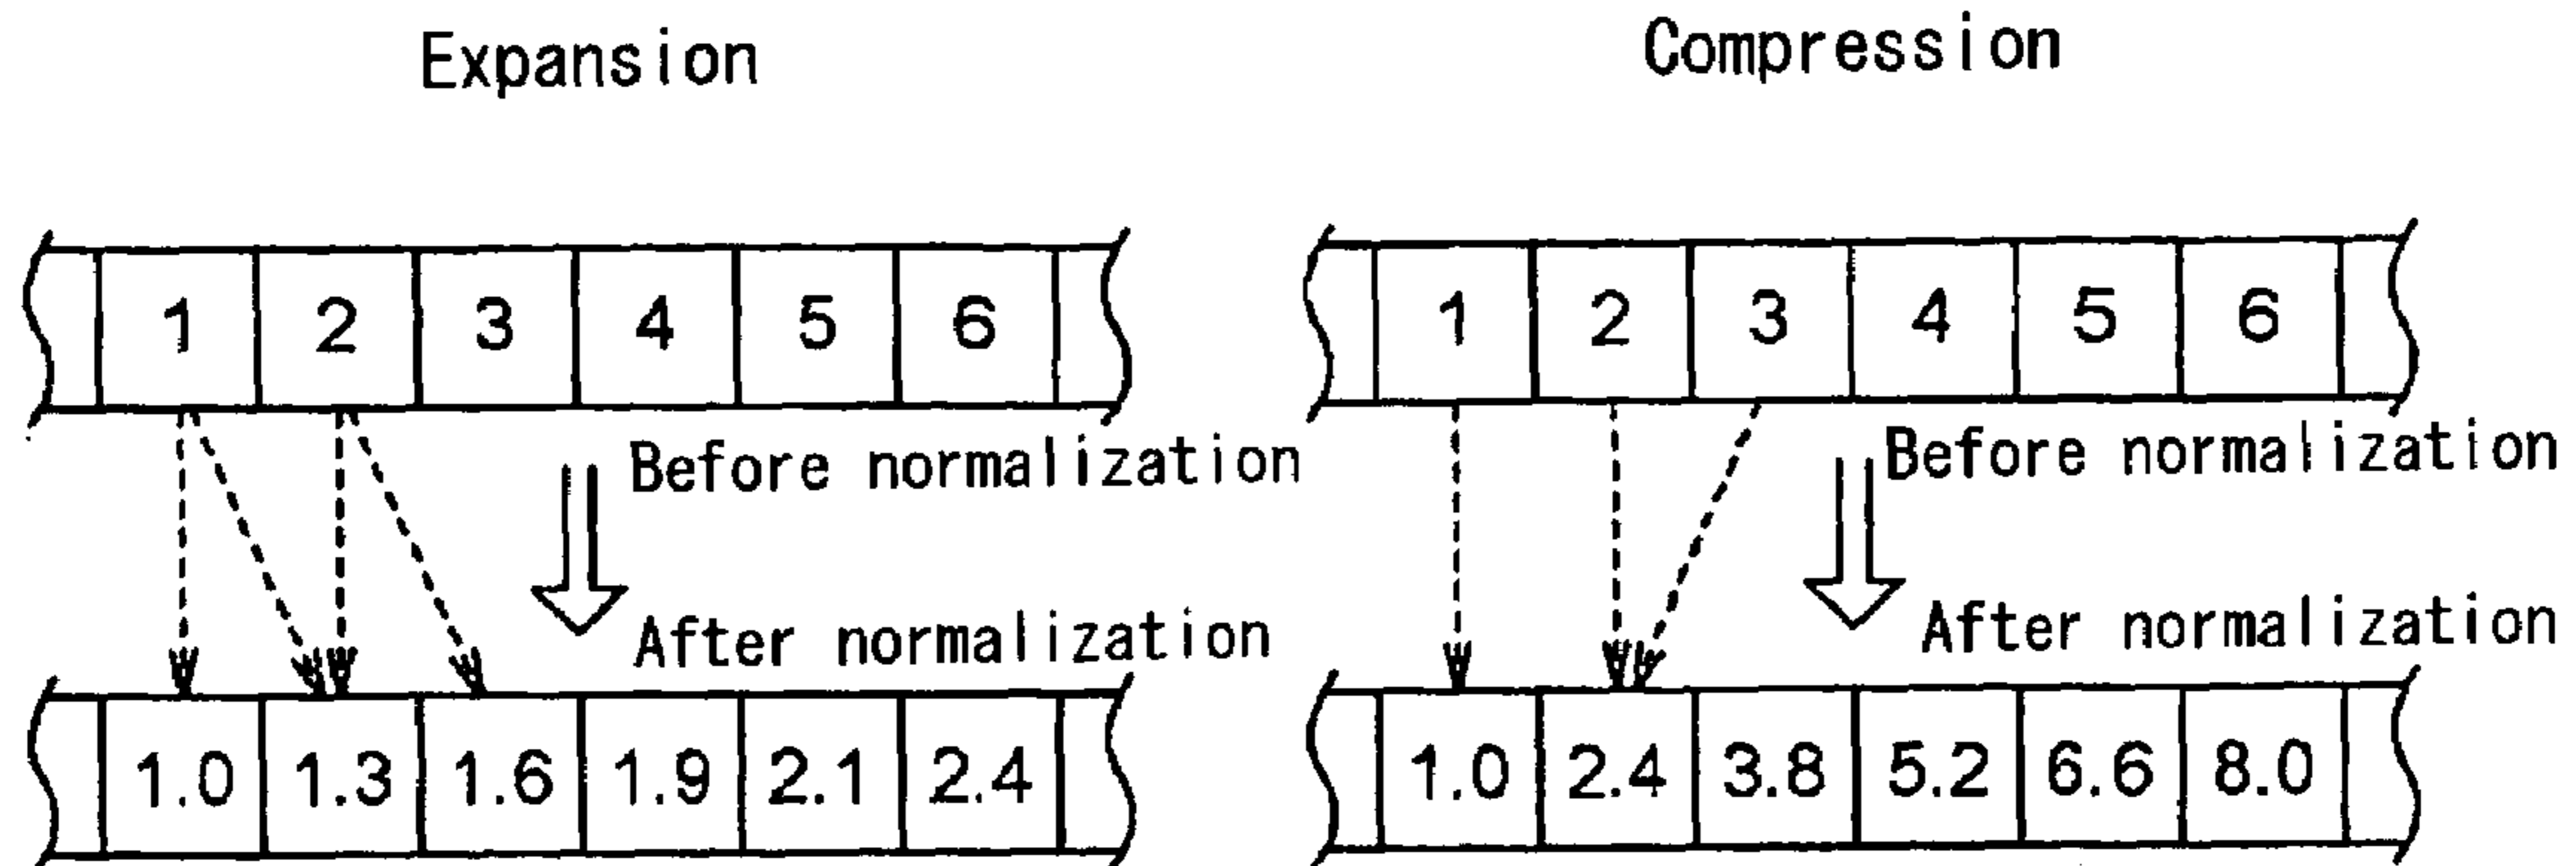 Expansion
1 2 3 4 5 6
Before normalization
After normalization
1.0 1.3 1.6 1.9 2.1 2.4
Compression
1 2 3 4 5 6
Before normalization
After normalization
1.0 2.4 3.8 5.2 6.6 8.0